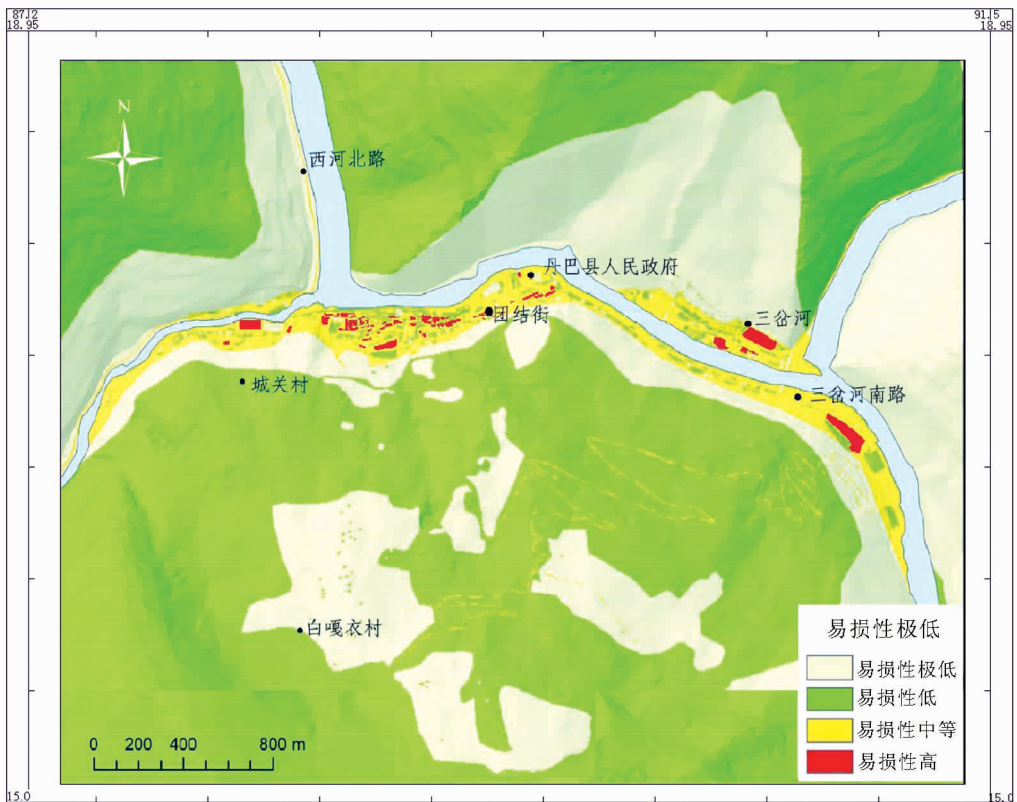 87.2
91.5
18.95
18.95
N
西河北路
丹巴县人民政府
团结街
三岔河
城关村
三岔河南路
白嘎衣村
易损性极低
易损性极低
易损性低
易损性中等
易损性高
0 200 400 800 m
15.0
15.0